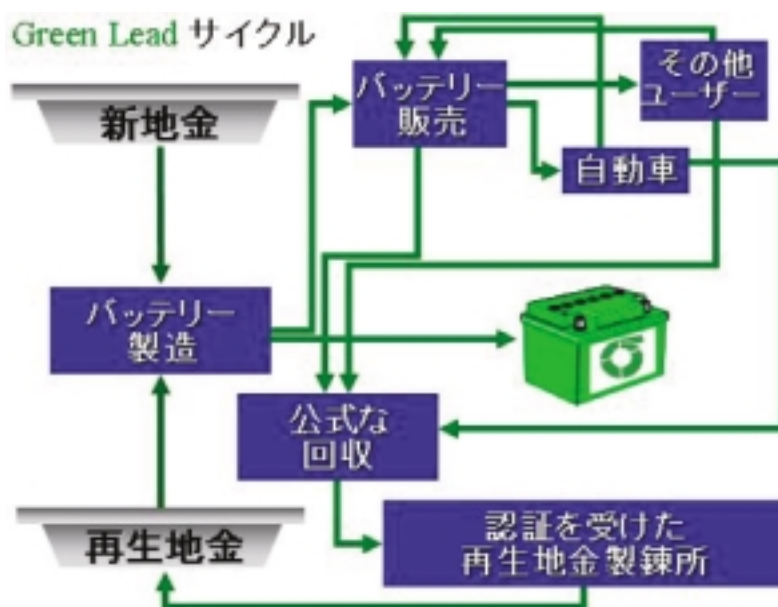 Green Lead サイクル
新地金
バッテリー
販売
その他
ユーザー
自動車
バッテリー
製造
公式な
回収
再生地金
認証を受けた
再生地金製錬所